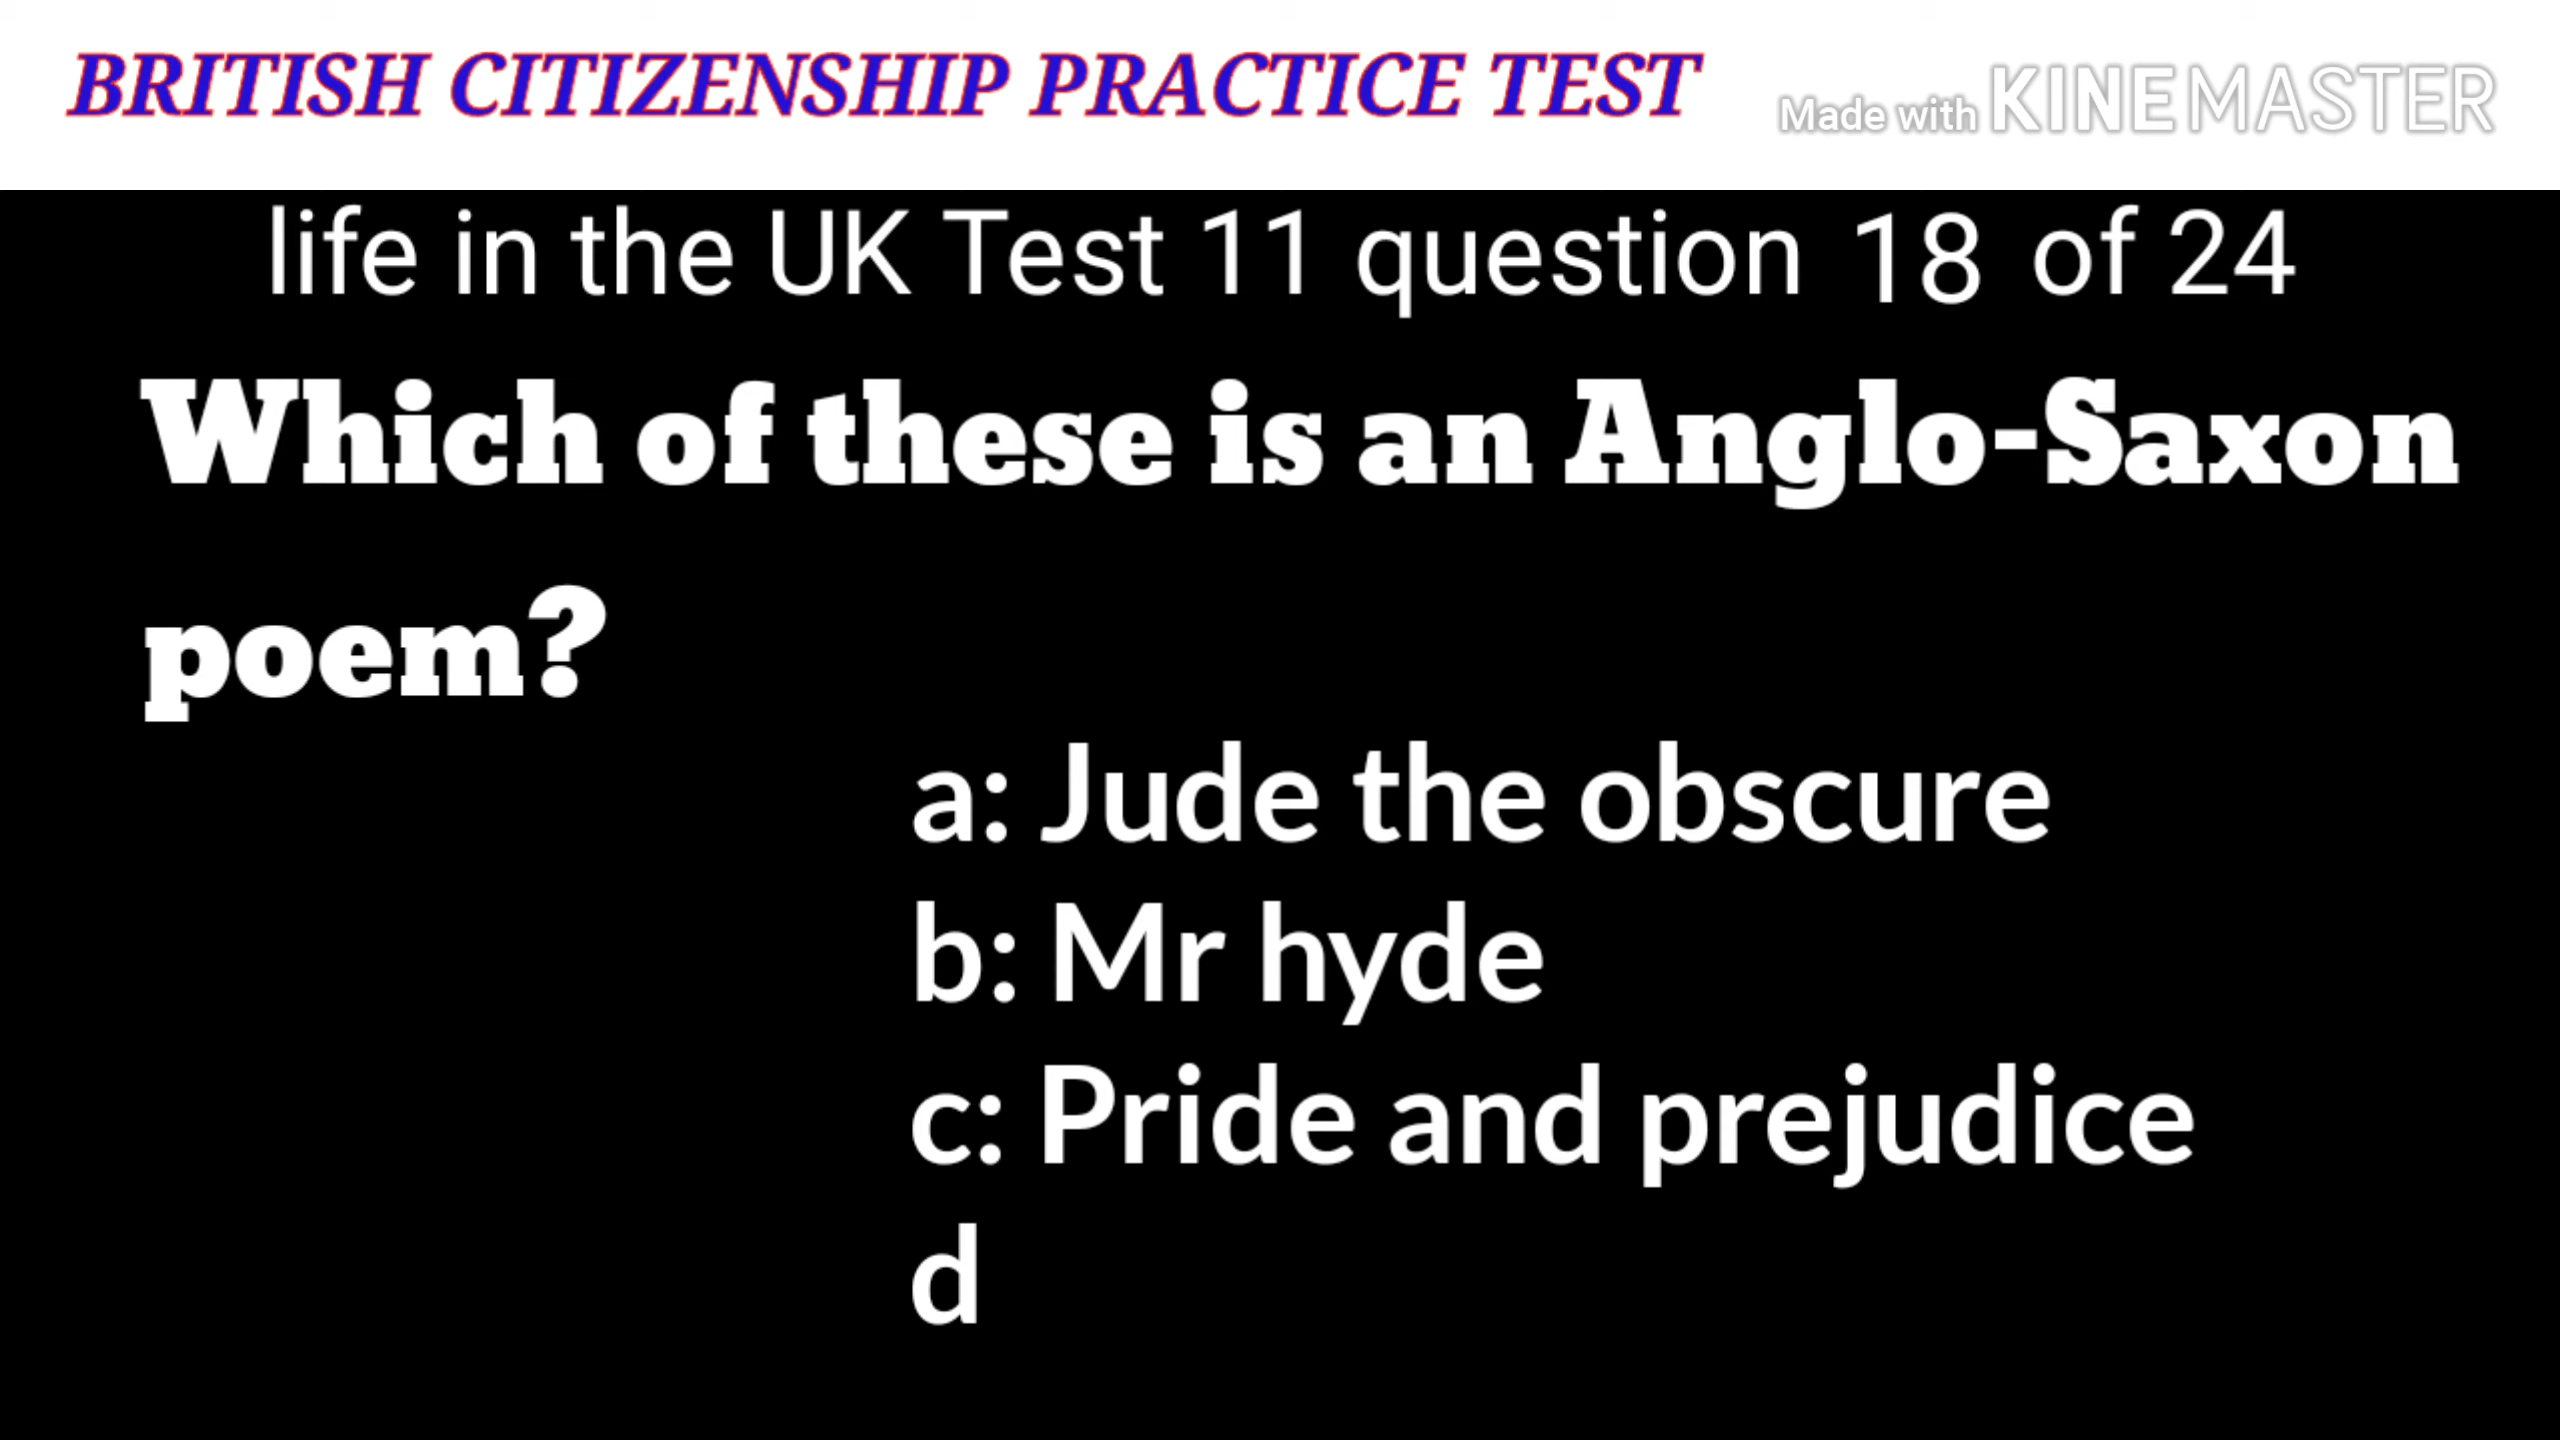 BRITISH CITIZENSHIP PRACTICE TEST
Made with KINEMASTER
life in the UK Test 11 question 18 of 24
Which of these is an Anglo-Saxon
poem?
a: Jude the obscure
b: Mr hyde
c: Pride and prejudice
d